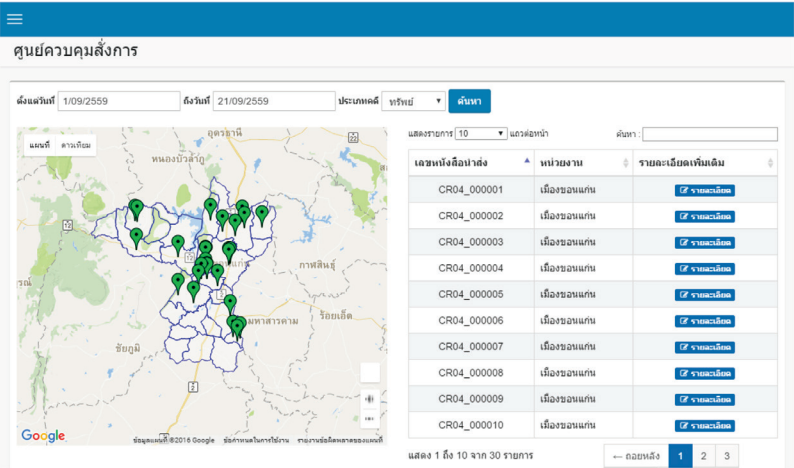 ศูนย์ควบคุมสั่งการ
ตั้งแต่วันที่ 1/09/2559 ถึงวันที่ 21/09/2559 ประเภทคดี ทรัพย์ ค้นหา
แผนที่ ดาวเทียม
อุดรธานี
22
หนองบัวลำภู
12
12
กาฬสินธุ์
2
มหาสารคาม
ร้อยเอ็ด
ชัยภูมิ
2
Google
ข้อมูลแผนที่ ©2016 Google ข้อกำหนดในการใช้งาน รายงานข้อผิดพลาดของแผนที่
แสดงรายการ 10 แถวต่อหน้า ค้นหา :
เลขหนังสือนำส่ง หน่วยงาน รายละเอียดเพิ่มเติม
CR04_000001 เมืองขอนแก่น รายละเอียด
CR04_000002 เมืองขอนแก่น รายละเอียด
CR04_000003 เมืองขอนแก่น รายละเอียด
CR04_000004 เมืองขอนแก่น รายละเอียด
CR04_000005 เมืองขอนแก่น รายละเอียด
CR04_000006 เมืองขอนแก่น รายละเอียด
CR04_000007 เมืองขอนแก่น รายละเอียด
CR04_000008 เมืองขอนแก่น รายละเอียด
CR04_000009 เมืองขอนแก่น รายละเอียด
CR04_000010 เมืองขอนแก่น รายละเอียด
แสดง 1 ถึง 10 จาก 30 รายการ ← ถอยหลัง 1 2 3